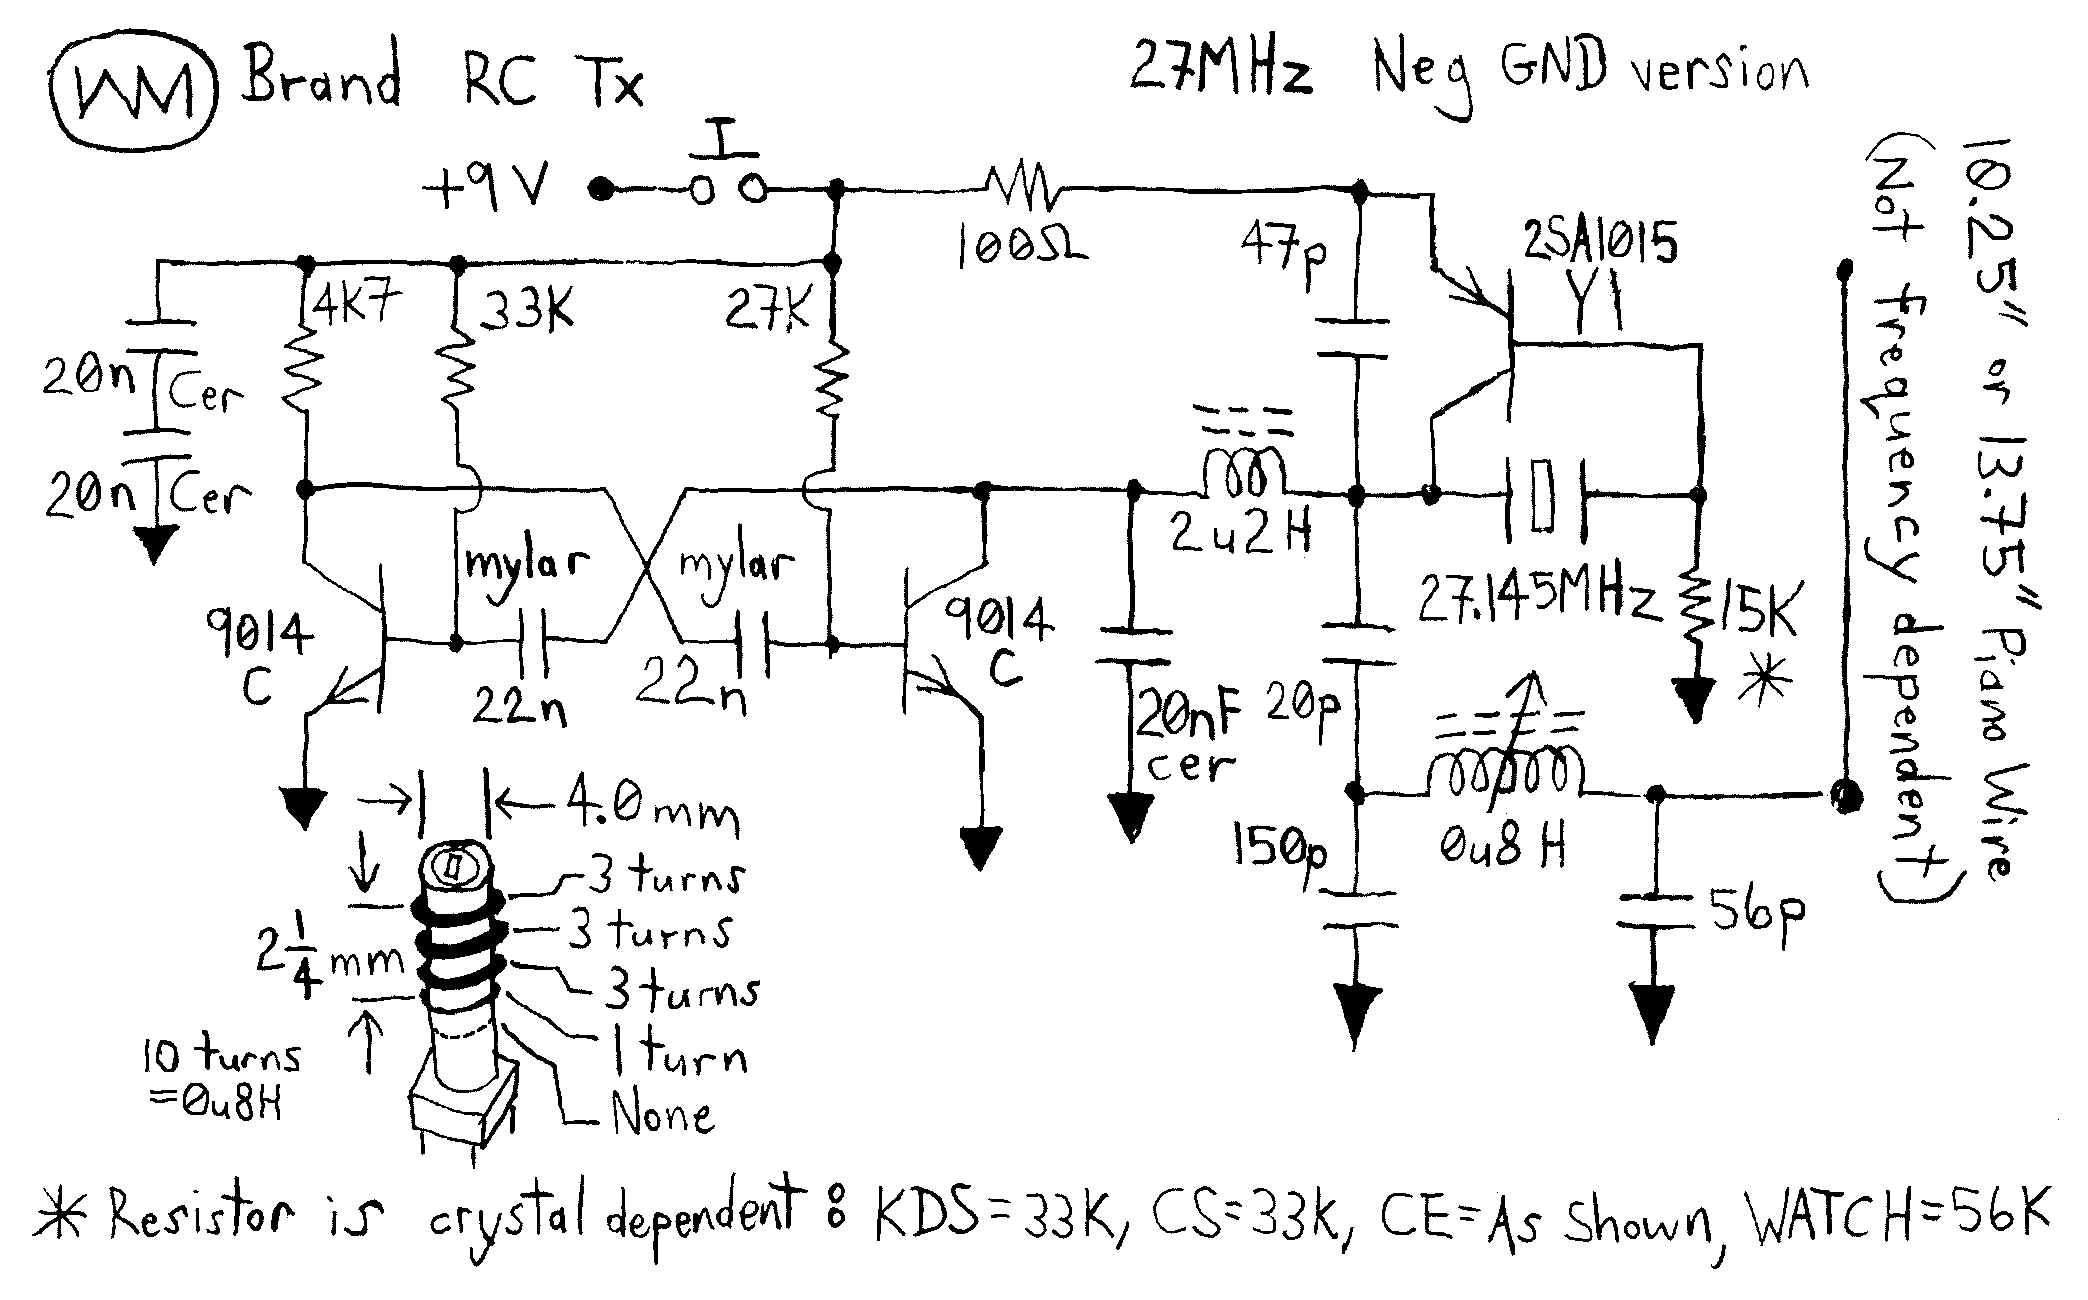 WM Brand RC Tx
27MHz Neg GND version
+9V
100Ω
47p
2SA1015
Y1
4K7
33K
27K
20n Cer
20n Cer
mylar
mylar
9014
C
22n
22n
9014
C
2u2H
27.145MHz
15K
*
20nF
cer
20p
0u8H
150p
56p
10.25" or 13.75" Piano Wire
(Not frequency dependent)
4.0mm
3 turns
3 turns
3 turns
1 turn
None
2 1/4 mm
10 turns
=0u8H
* Resistor is crystal dependent: KDS=33K, CS=33K, CE=As Shown, WATCH=56K